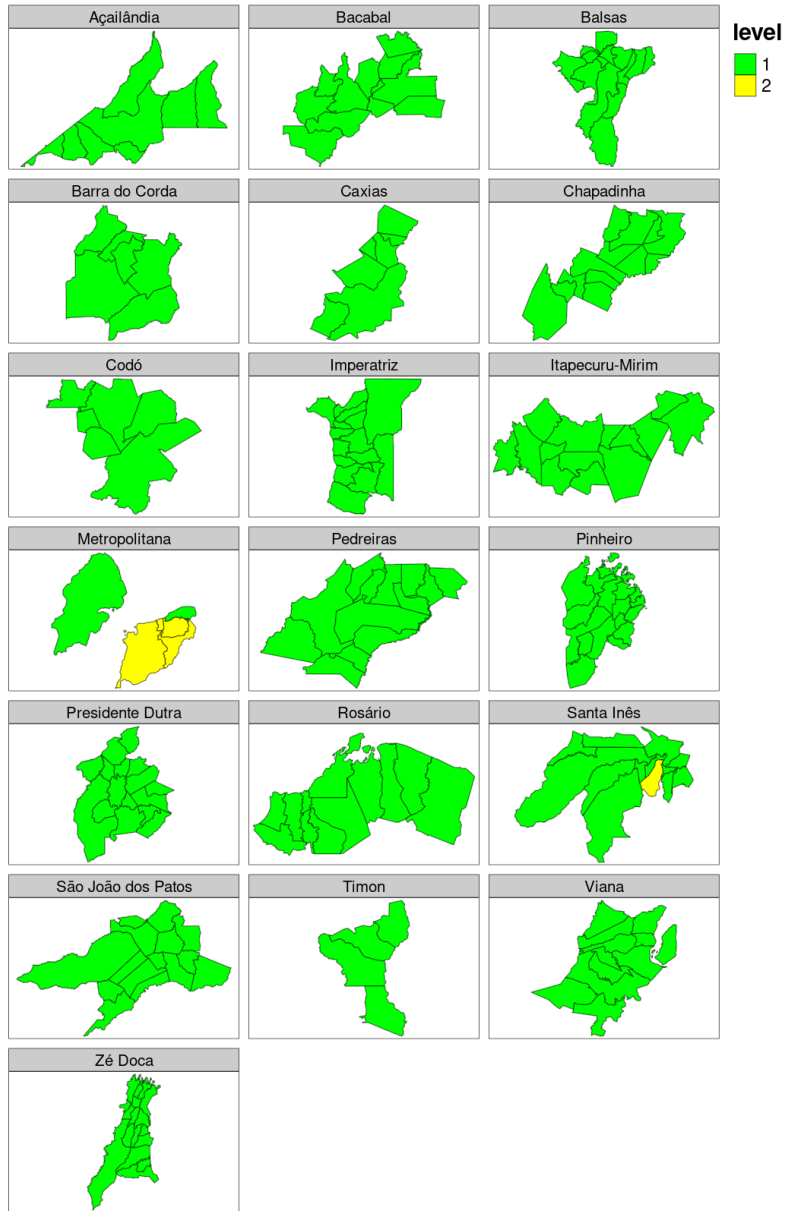 Açailândia
Bacabal
Balsas
level
1
2
Barra do Corda
Caxias
Chapadinha
Codó
Imperatriz
Itapecuru-Mirim
Metropolitana
Pedreiras
Pinheiro
Presidente Dutra
Rosário
Santa Inês
São João dos Patos
Timon
Viana
Zé Doca